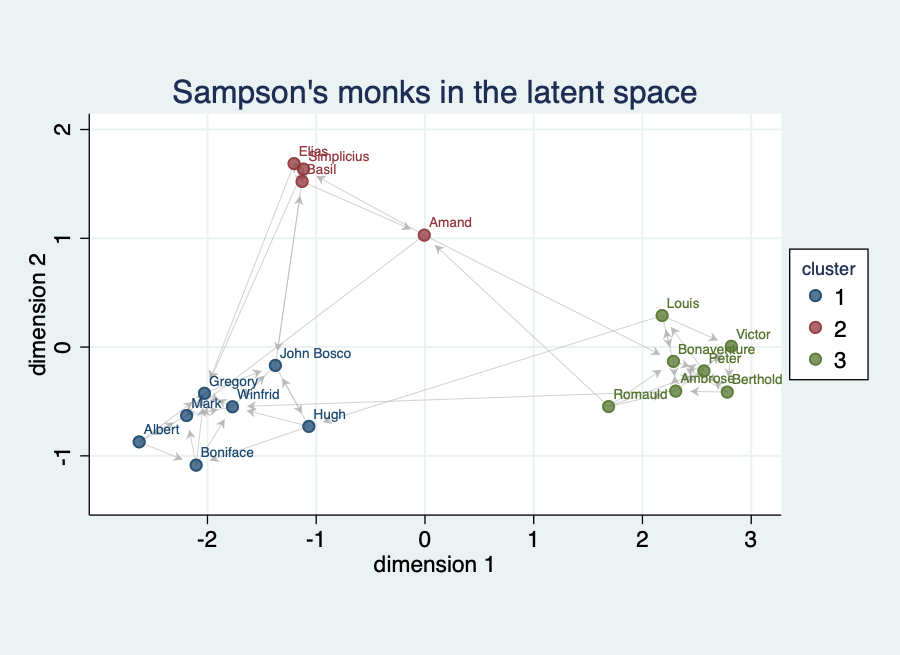 Sampson's monks in the latent space
2
1
0
-1
dimension 2
Elias
Simplicius
Basil
Amand
Louis
Victor
Bonaventure
Peter
Ambrose
Berthold
Romauld
John Bosco
Gregory
Winfrid
Mark
Hugh
Albert
Boniface
-2 -1 0 1 2 3
dimension 1
cluster
1
2
3